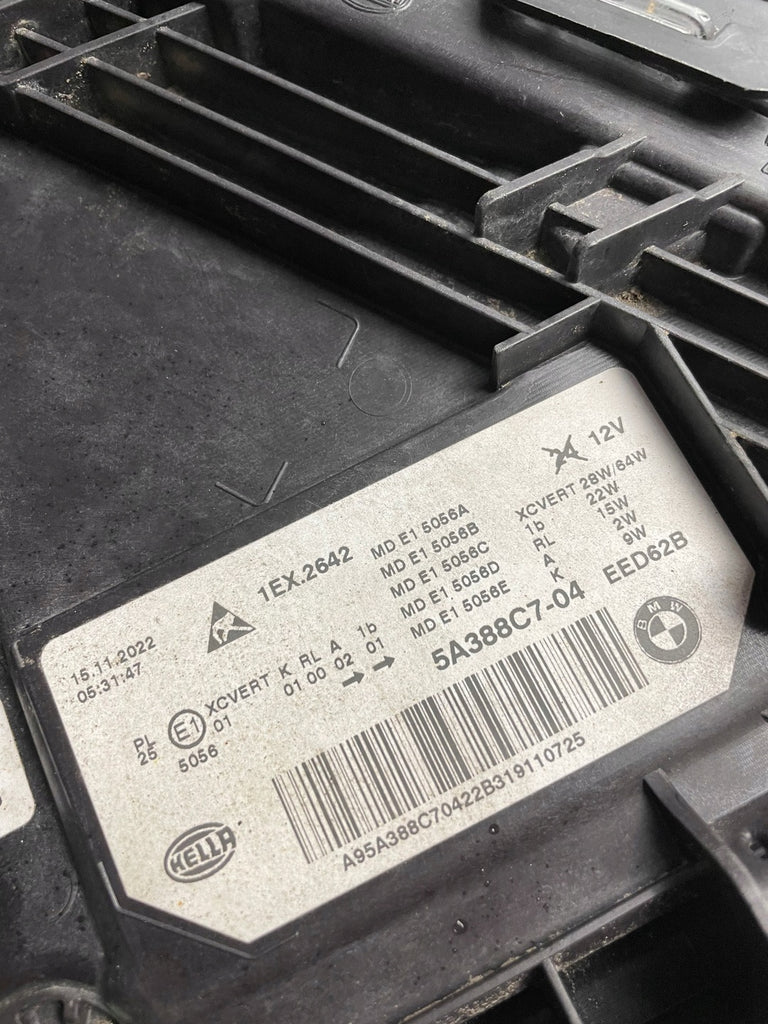 15.11.2022
05:31:47
1EX.2642
MD E1 5056A
MD E1 5056B
MD E1 5056C
MD E1 5056D
MD E1 5056E
24 12V
XCVERT 28W/64W
1b 22W
RL 15W
A 2W
K 9W
PL
25
E1
XCVERT K RL A 1b
01 01 00 02 01
5056
5A388C7-04
EED62B
BMW
A95A388C70422B319110725
HELLA